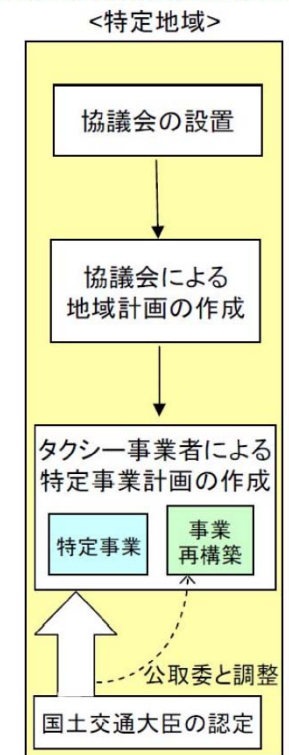 <特定地域>
協議会の設置
協議会による
地域計画の作成
タクシー事業者による
特定事業計画の作成
特定事業
事業
再構築
公取委と調整
国土交通大臣の認定